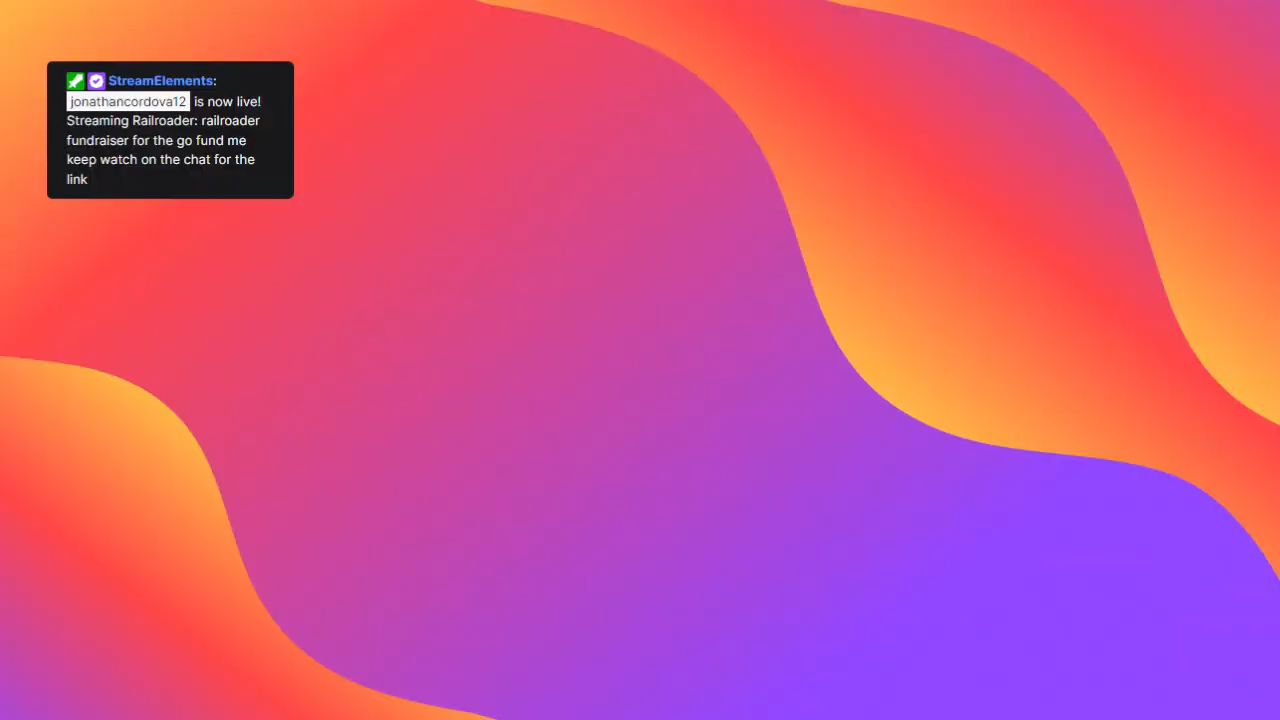 StreamElements:
jonathancordova12 is now live!
Streaming Railroader: railroader
fundraiser for the go fund me
keep watch on the chat for the
link